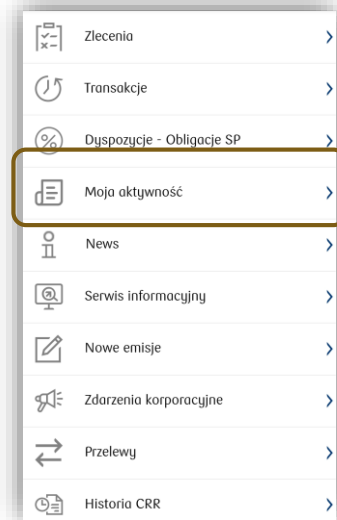 Zlecenia
Transakcje
Dyspozycje - Obligacje SP
Moja aktywność
News
Serwis informacyjny
Nowe emisje
Zdarzenia korporacyjne
Przelewy
Historia CRR